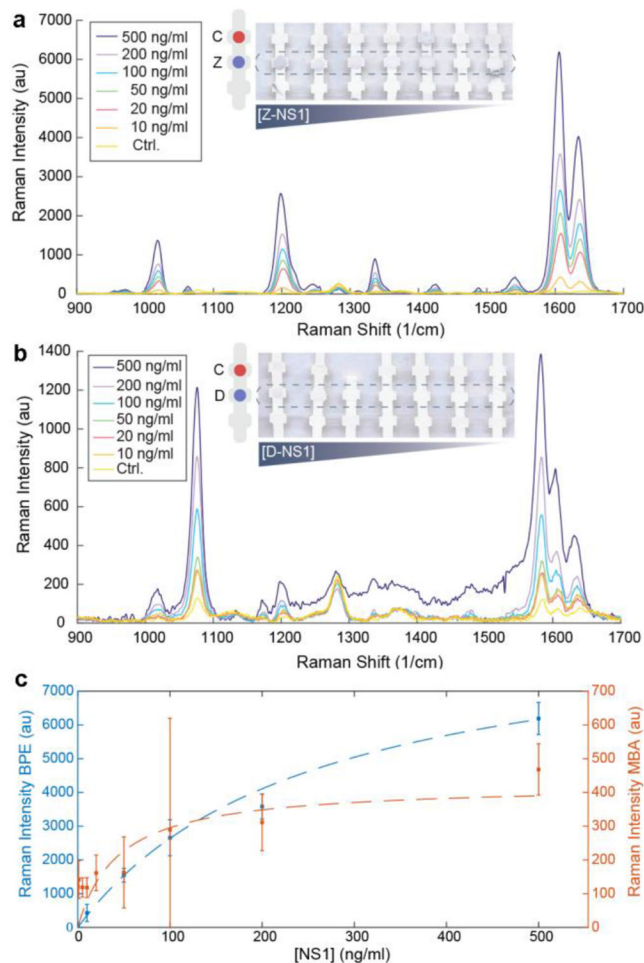 a
7000
6000
5000
4000
3000
2000
1000
0
Raman Intensity (au)
500 ng/ml
200 ng/ml
100 ng/ml
50 ng/ml
20 ng/ml
10 ng/ml
Ctrl.
C
Z
[Z-NS1]
900 1000 1100 1200 1300 1400 1500 1600 1700
Raman Shift (1/cm)
b
1400
1200
1000
800
600
400
200
0
Raman Intensity (au)
500 ng/ml
200 ng/ml
100 ng/ml
50 ng/ml
20 ng/ml
10 ng/ml
Ctrl.
C
D
[D-NS1]
900 1000 1100 1200 1300 1400 1500 1600 1700
Raman Shift (1/cm)
c
7000
6000
5000
4000
3000
2000
1000
0
Raman Intensity BPE (au)
700
600
500
400
300
200
100
0
Raman Intensity MBA (au)
0 100 200 300 400 500
[NS1] (ng/ml)